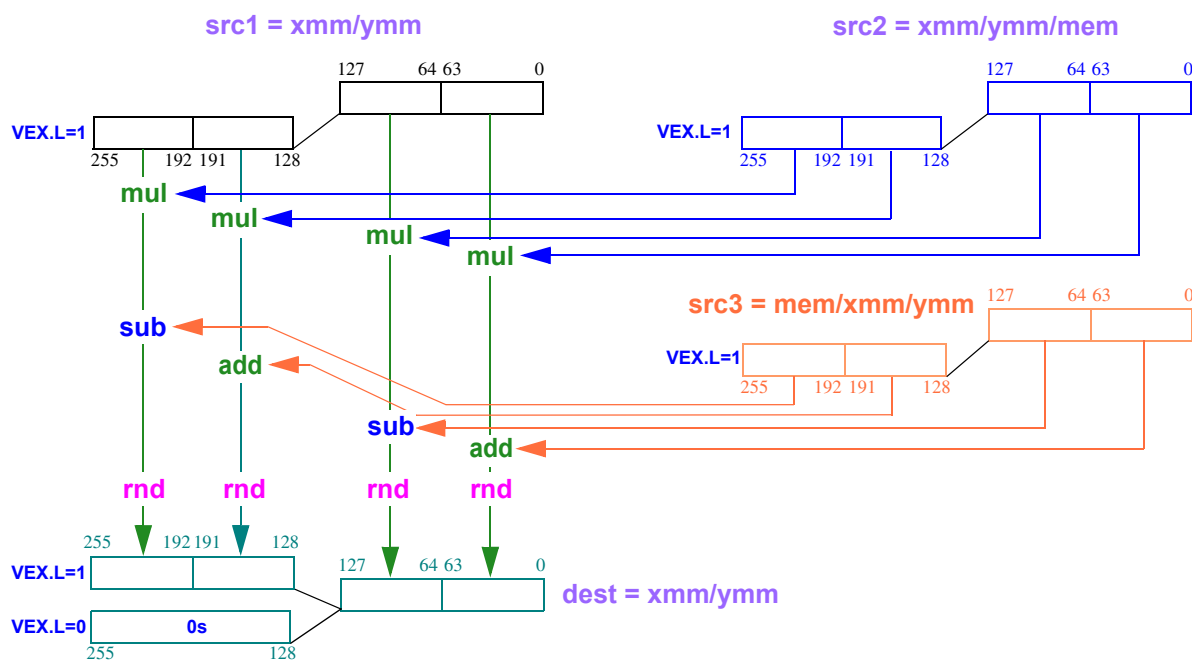 src1 = xmm/ymm
src2 = xmm/ymm/mem
127 64 63 0
127 64 63 0
VEX.L=1
VEX.L=1
255 192 191 128
255 192 191 128
mul
mul
mul
mul
src3 = mem/xmm/ymm
127 64 63 0
sub
add
VEX.L=1
255 192 191 128
sub
add
rnd rnd rnd rnd
255 192 191 128
127 64 63 0
VEX.L=1
dest = xmm/ymm
VEX.L=0
0s
255 128